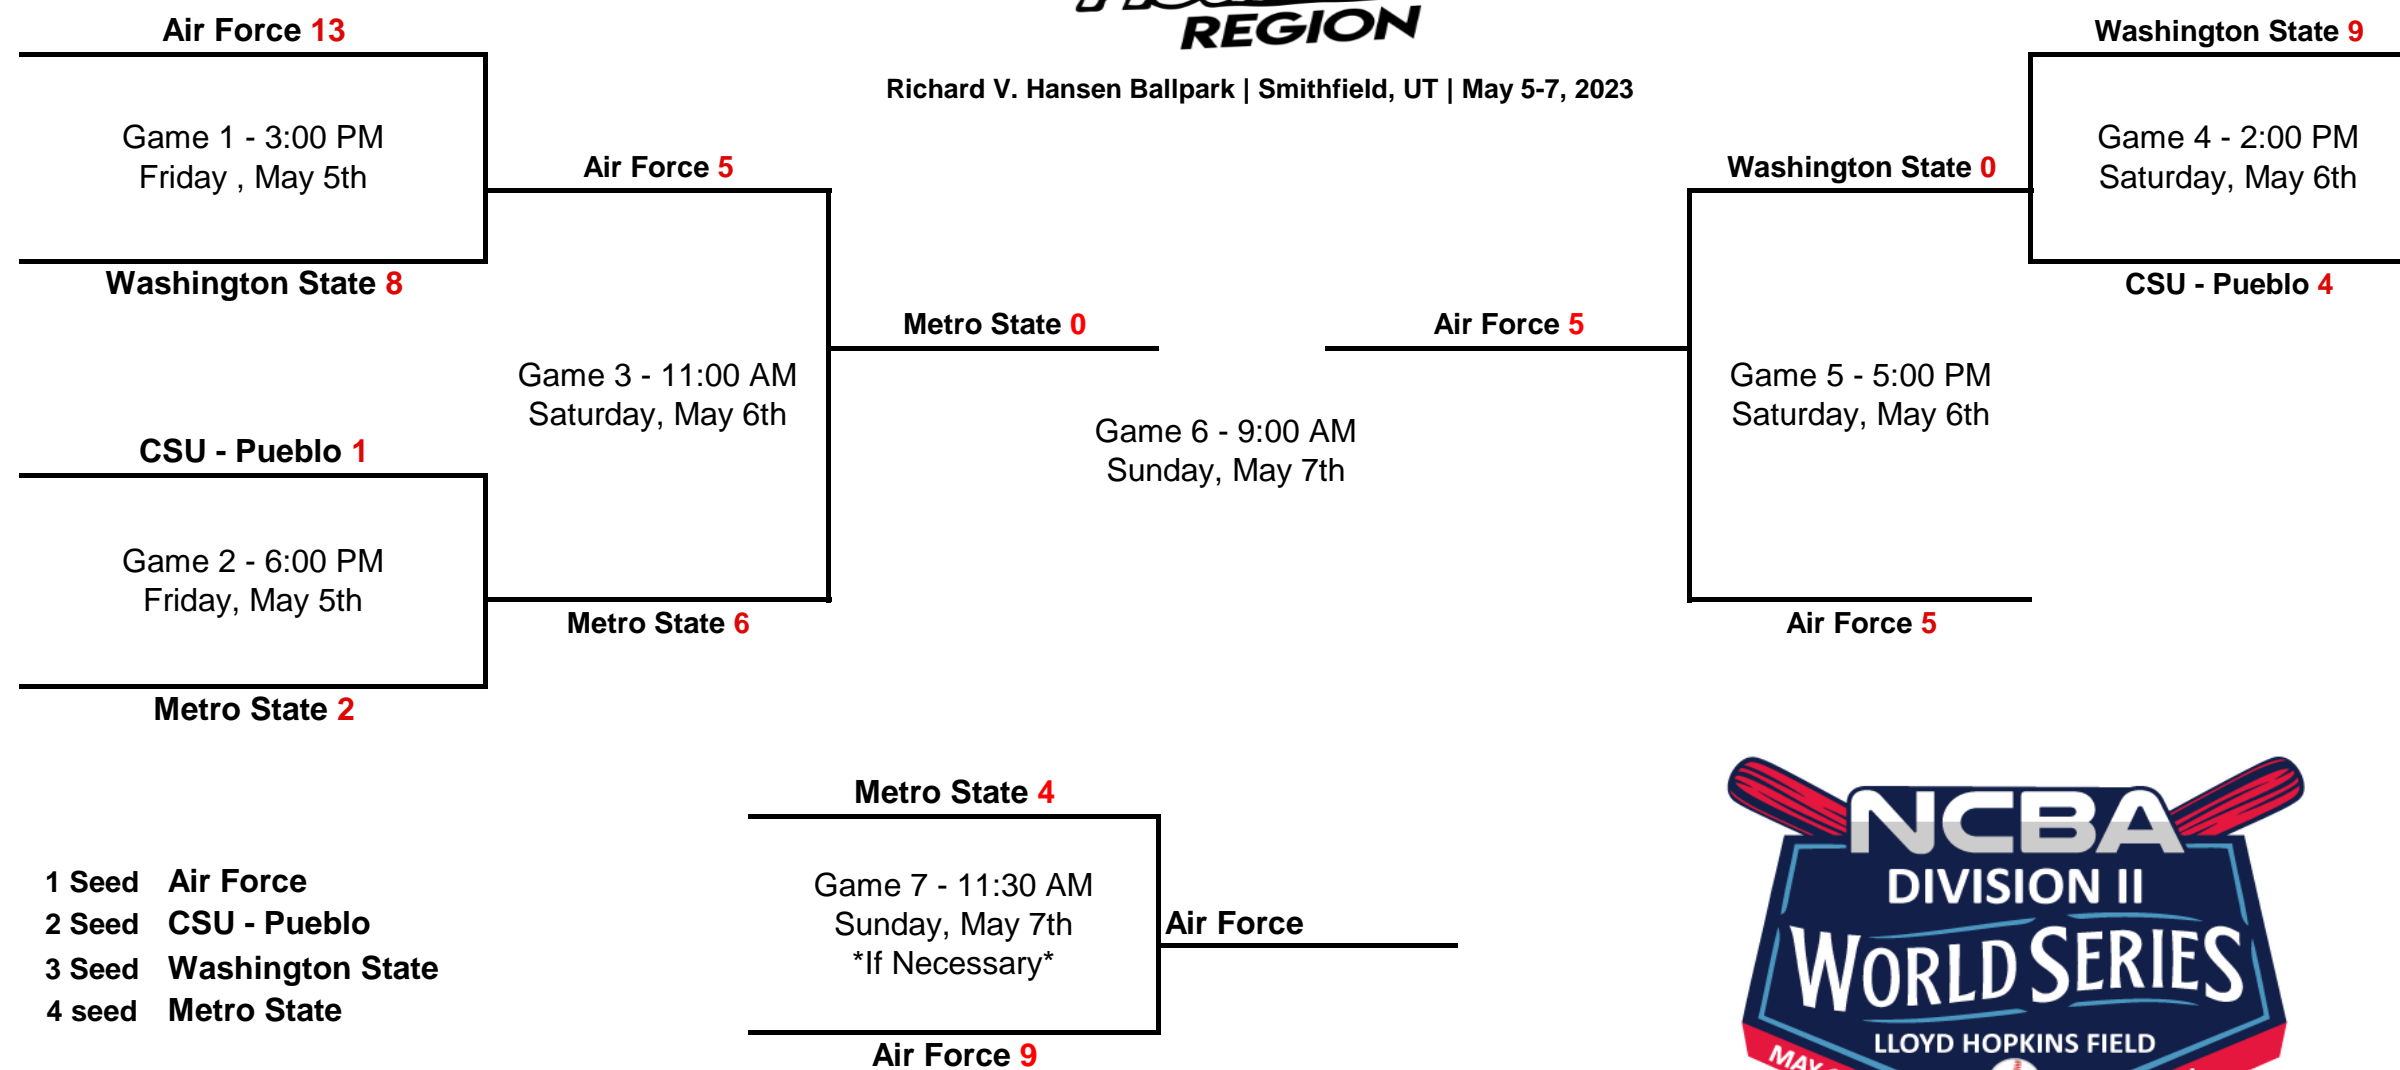 REGION
Richard V. Hansen Ballpark | Smithfield, UT | May 5-7, 2023
Air Force 13
Game 1 - 3:00 PM
Friday , May 5th
Washington State 8
Air Force 5
Game 3 - 11:00 AM
Saturday, May 6th
CSU - Pueblo 1
Game 2 - 6:00 PM
Friday, May 5th
Metro State 2
Metro State 6
Metro State 0
Air Force 5
Game 6 - 9:00 AM
Sunday, May 7th
Washington State 0
Game 5 - 5:00 PM
Saturday, May 6th
Air Force 5
Washington State 9
Game 4 - 2:00 PM
Saturday, May 6th
CSU - Pueblo 4
Metro State 4
Game 7 - 11:30 AM
Sunday, May 7th
*If Necessary*
Air Force 9
Air Force
1 Seed Air Force
2 Seed CSU - Pueblo
3 Seed Washington State
4 seed Metro State
NCBA
DIVISION II
WORLD SERIES
LLOYD HOPKINS FIELD
MAY